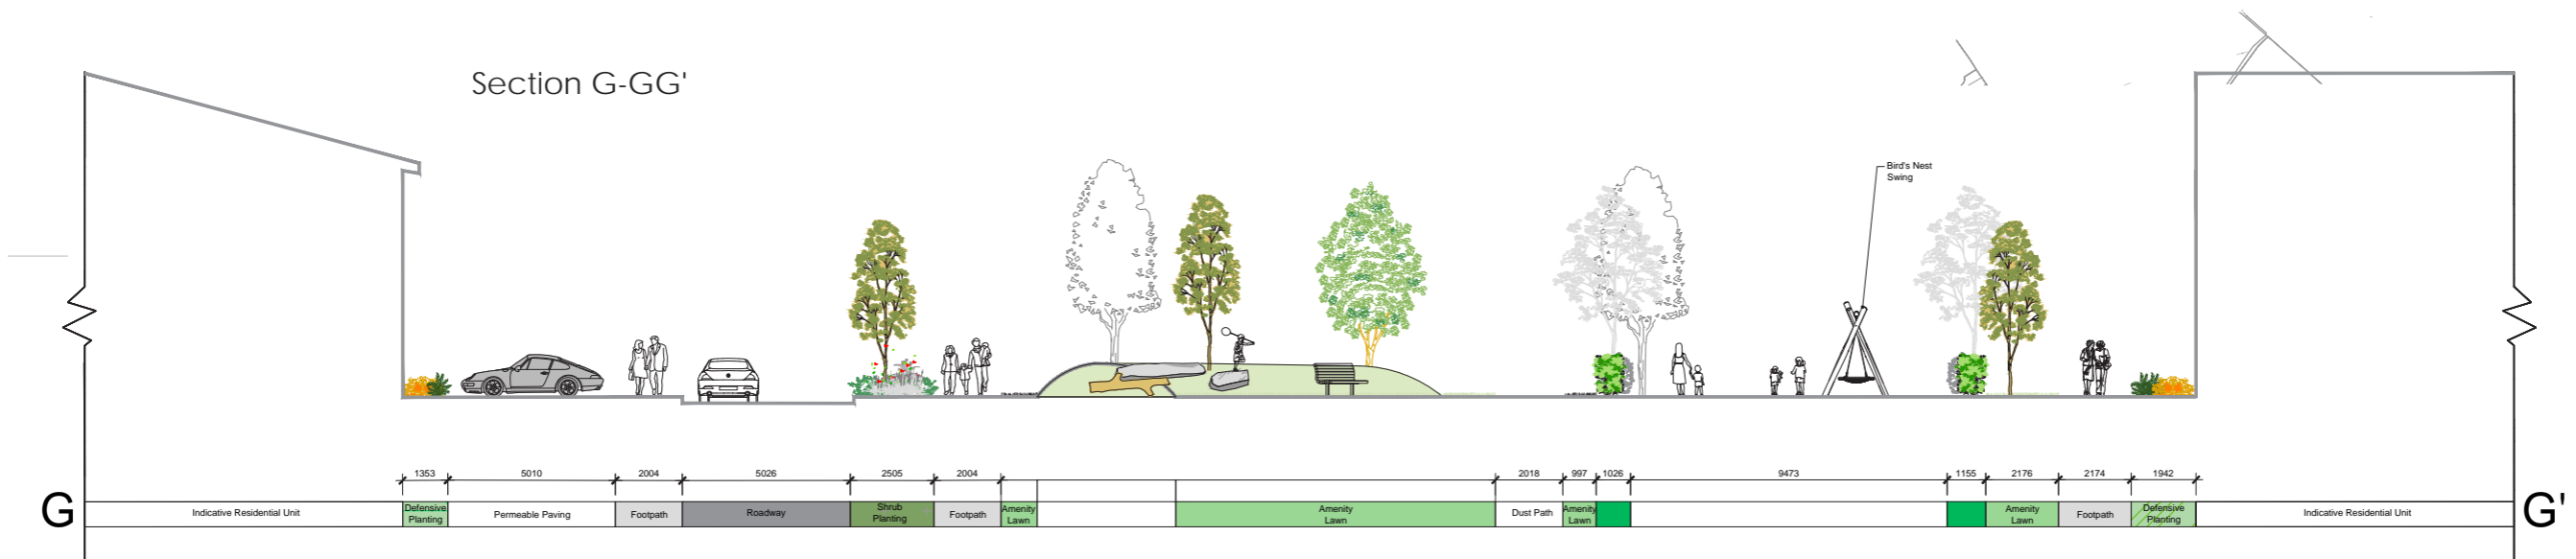 Section G-GG'
Bird's Nest
Swing
1353
5010
2004
5026
2505
2004
2018
997
1026
9473
1155
2176
2174
1942
G
Indicative Residential Unit
Defensive
Planting
Permeable Paving
Footpath
Roadway
Shrub
Planting
Footpath
Amenity
Lawn
Amenity
Lawn
Dust Path
Amenity
Lawn
Amenity
Lawn
Footpath
Defensive
Planting
Indicative Residential Unit
G'